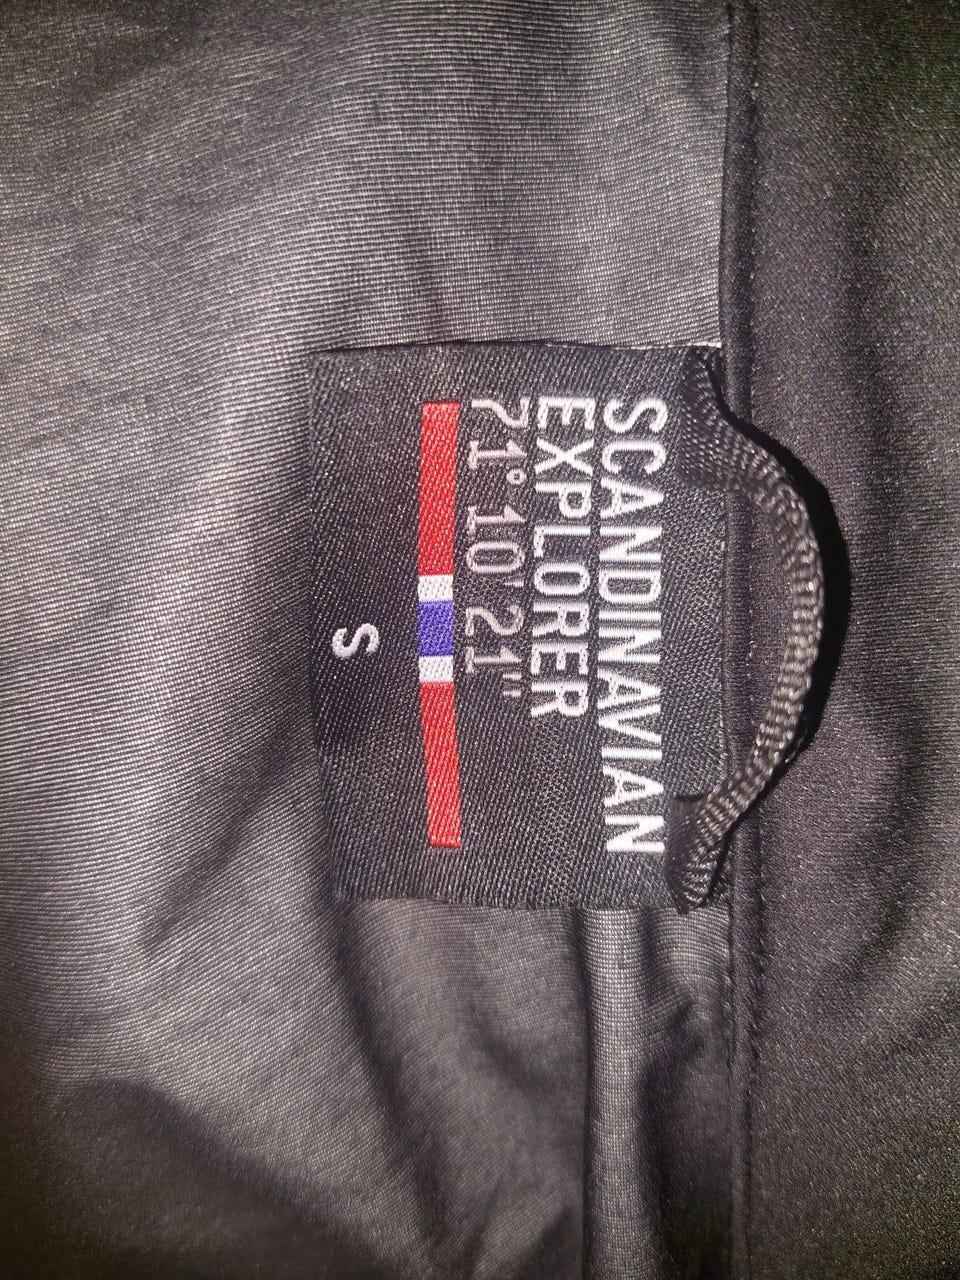 SCANDINAVIAN
EXPLORER
71° 10' 21"
S